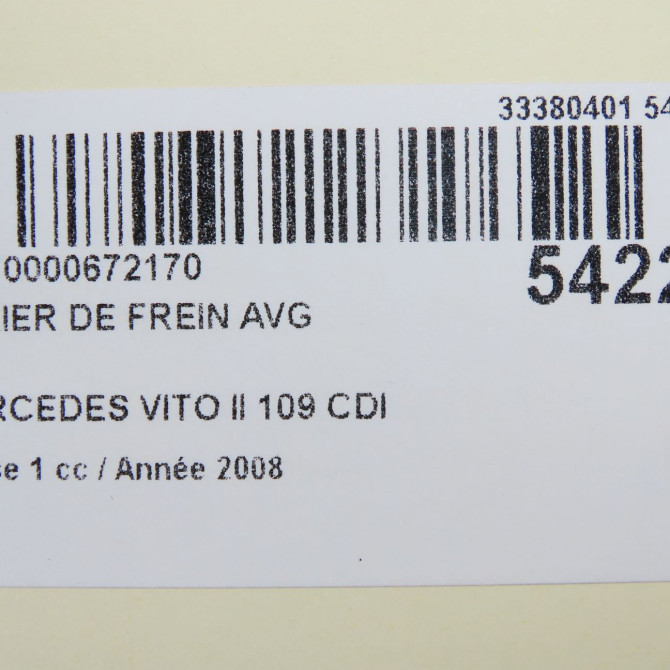 33380401 54
0000672170
5422
IER DE FREIN AVG
RCEDES VITO II 109 CDI
se 1 cc / Année 2008